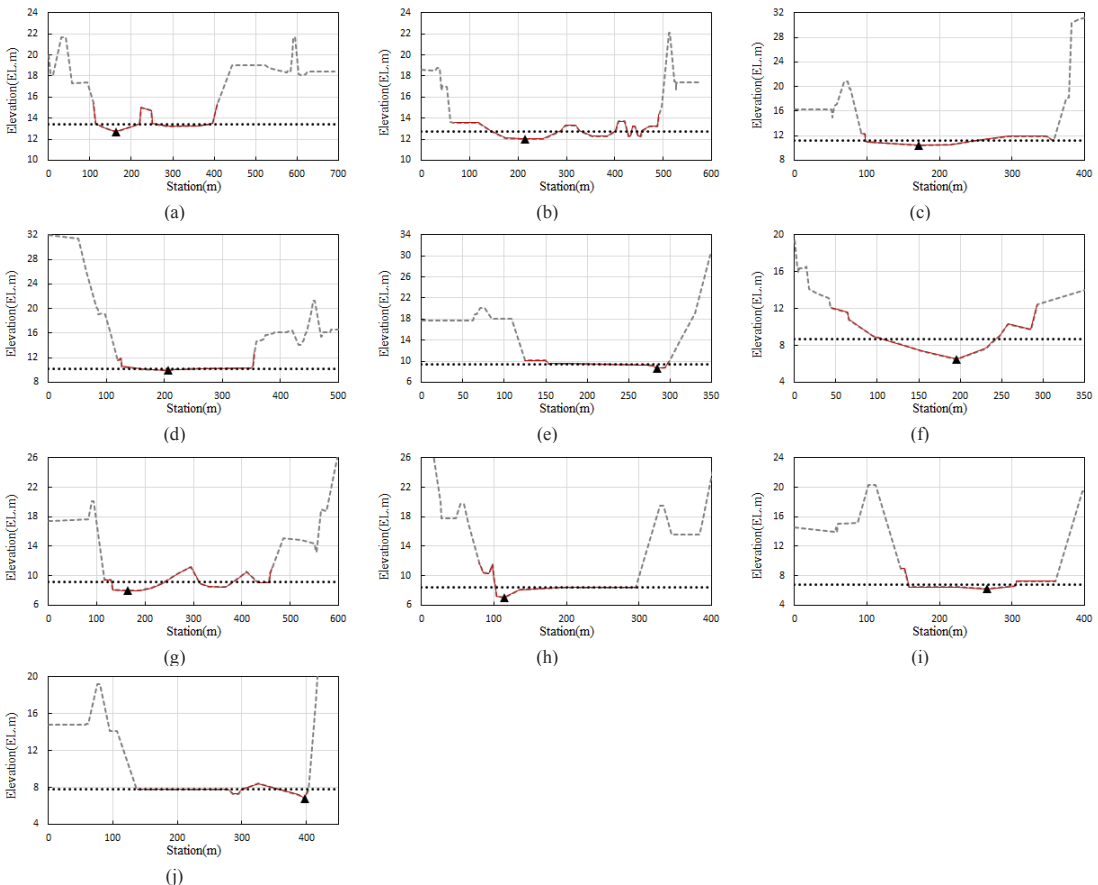 24
22
20
18
16
14
12
10
Elevation(EL.m)
0 100 200 300 400 500 600 700
Station(m)
(a)
24
22
20
18
16
14
12
10
Elevation(EL.m)
0 100 200 300 400 500 600
Station(m)
(b)
32
28
24
20
16
12
8
Elevation(EL.m)
0 100 200 300 400
Station(m)
(c)
32
28
24
20
16
12
8
Elevation(EL.m)
0 100 200 300 400 500
Station(m)
(d)
34
30
26
22
18
14
10
6
Elevation(EL.m)
0 50 100 150 200 250 300 350
Station(m)
(e)
20
16
12
8
4
Elevation(EL.m)
0 50 100 150 200 250 300 350
Station(m)
(f)
26
22
18
14
10
6
Elevation(EL.m)
0 100 200 300 400 500 600
Station(m)
(g)
26
22
18
14
10
6
Elevation(EL.m)
0 100 200 300 400
Station(m)
(h)
24
20
16
12
8
4
Elevation(EL.m)
0 100 200 300 400
Station(m)
(i)
20
16
12
8
4
Elevation(EL.m)
0 100 200 300 400
Station(m)
(j)